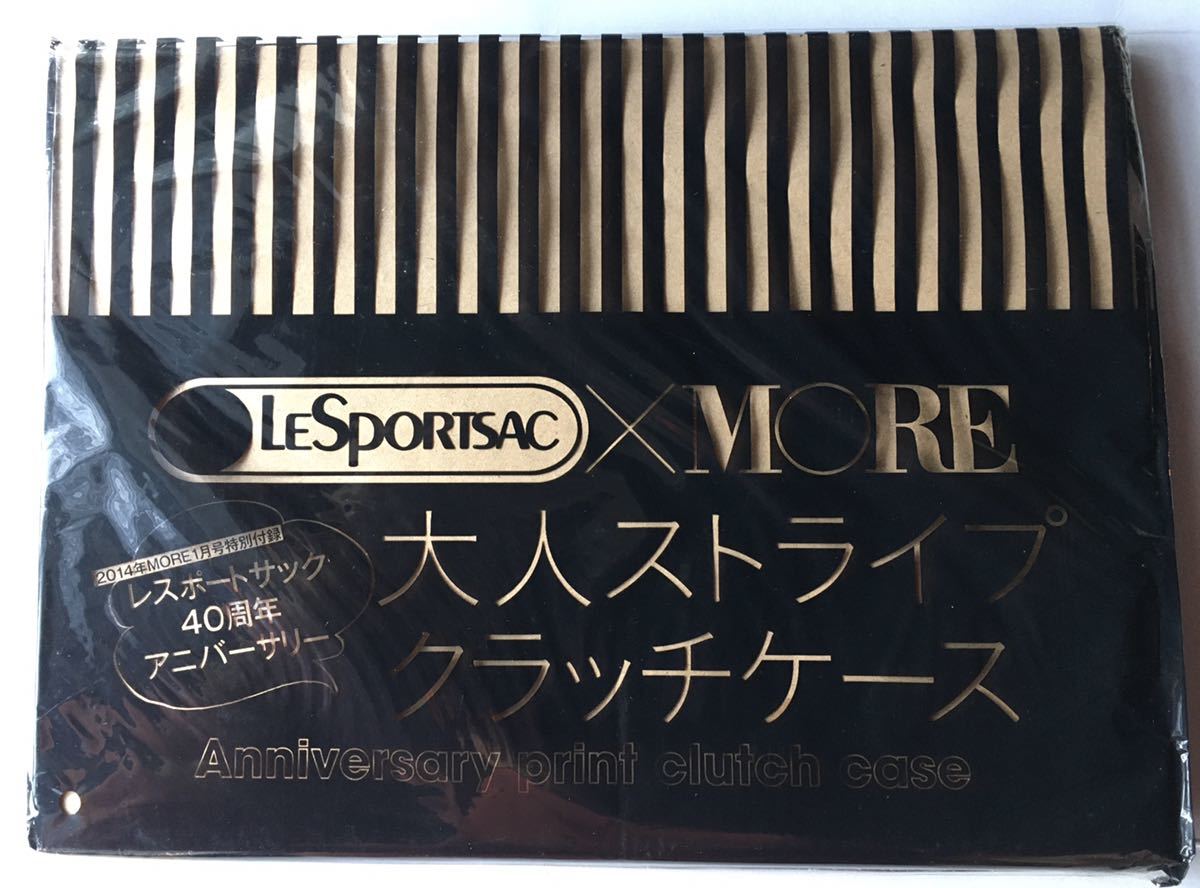 LESPORTSAC×MORE
2014年MORE1月号特別付録
レスポートサック
40周年
アニバーサリー
大人ストライプ
クラッチケース
Anniversary print clutch case